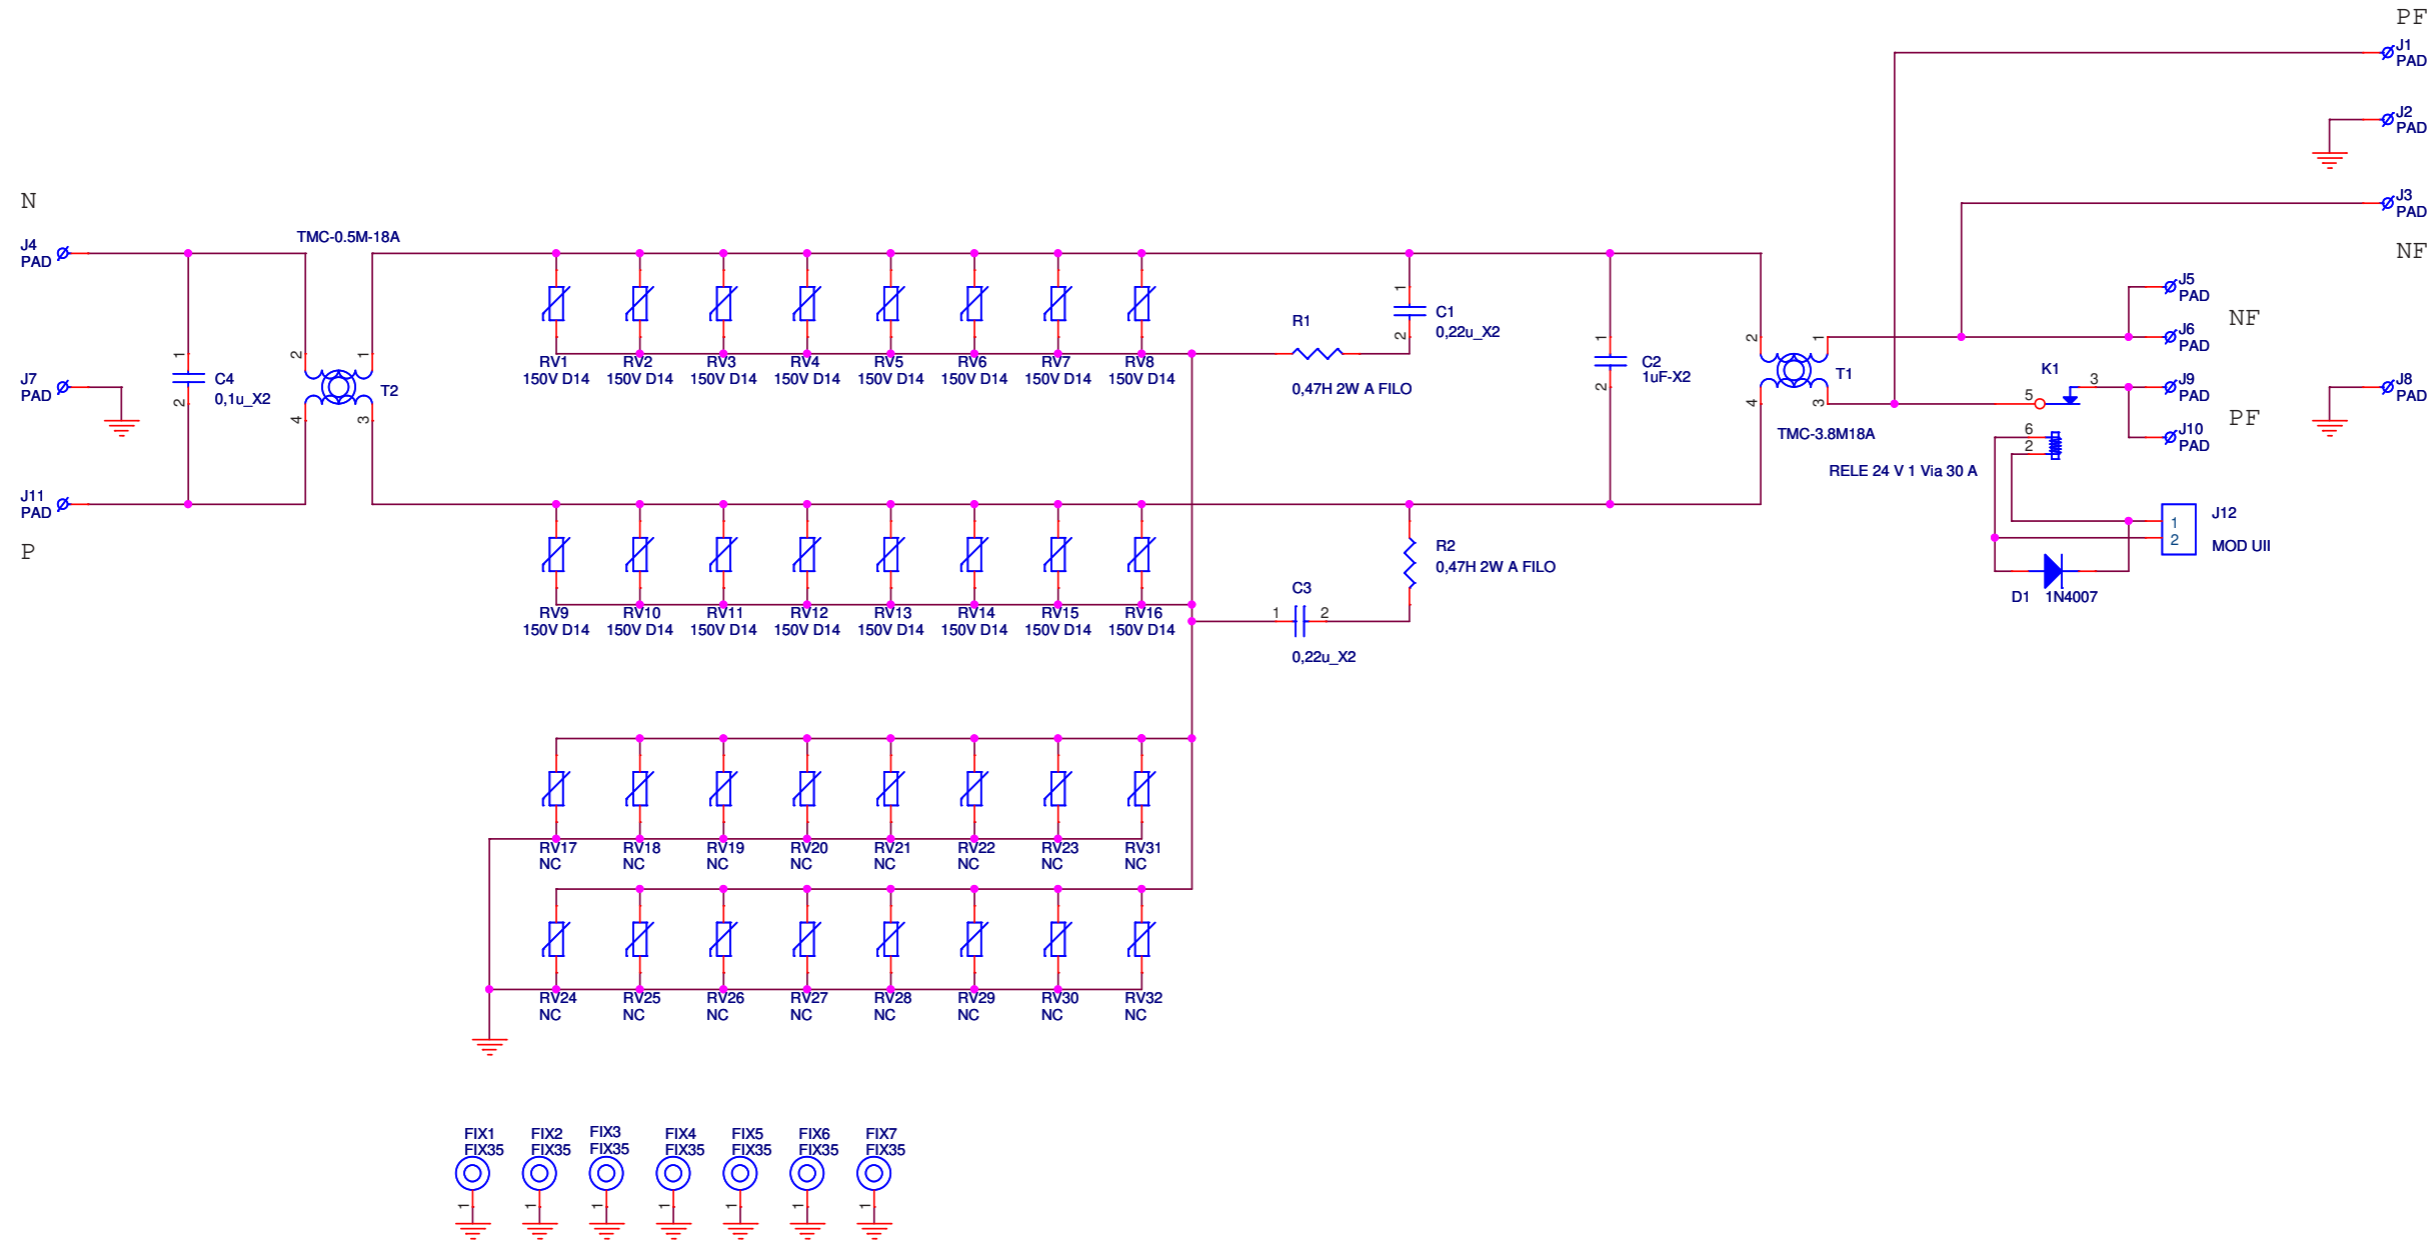 PF
J1
PAD
J2
PAD
N
J3
PAD
J4
PAD
TMC-0.5M-18A
NF
J5
PAD
1
C1
0,22u_X2
2
R1
0,47H 2W A FILO
NF
J6
PAD
RV1
150V D14
RV2
150V D14
RV3
150V D14
RV4
150V D14
RV5
150V D14
RV6
150V D14
RV7
150V D14
RV8
150V D14
1
C4
0,1u_X2
2
2
1
T2
4
3
J7
PAD
1
C2
1uF-X2
2
2
1
T1
4
3
TMC-3.8M18A
K1
5
3
6
2
RELE 24 V 1 Via 30 A
J9
PAD
PF
J10
PAD
J8
PAD
J11
PAD
P
J12
1
2
MOD UII
D1 1N4007
R2
0,47H 2W A FILO
C3
1
2
0,22u_X2
RV9
150V D14
RV10
150V D14
RV11
150V D14
RV12
150V D14
RV13
150V D14
RV14
150V D14
RV15
150V D14
RV16
150V D14
RV17
NC
RV18
NC
RV19
NC
RV20
NC
RV21
NC
RV22
NC
RV23
NC
RV31
NC
RV24
NC
RV25
NC
RV26
NC
RV27
NC
RV28
NC
RV29
NC
RV30
NC
RV32
NC
FIX1
FIX35
1
FIX2
FIX35
1
FIX3
FIX35
1
FIX4
FIX35
1
FIX5
FIX35
1
FIX6
FIX35
1
FIX7
FIX35
1